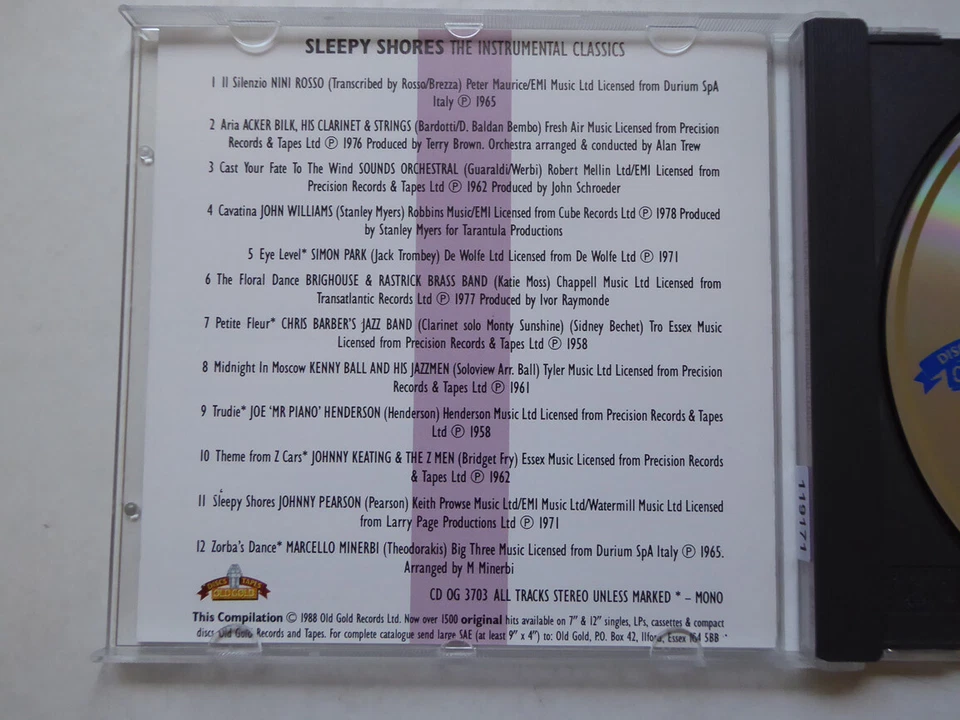 SLEEPY SHORES THE INSTRUMENTAL CLASSICS
1 Il Silenzio NINI ROSSO (Transcribed by Rosso/Brezza) Peter Maurice/EMI Music Ltd Licensed from Durium SpA
Italy Ⓟ 1965
2 Aria ACKER BILK, HIS CLARINET & STRINGS (Bardotti/D. Baldan Bembo) Fresh Air Music Licensed from Precision
Records & Tapes Ltd Ⓟ 1976 Produced by Terry Brown. Orchestra arranged & conducted by Alan Trew
3 Cast Your Fate To The Wind SOUNDS ORCHESTRAL (Guaraldi/Werbi) Robert Mellin Ltd/EMI Licensed from
Precision Records & Tapes Ltd Ⓟ 1962 Produced by John Schroeder
4 Cavatina JOHN WILLIAMS (Stanley Myers) Robbins Music/EMI Licensed from Cube Records Ltd Ⓟ 1978 Produced
by Stanley Myers for Tarantula Productions
5 Eye Level* SIMON PARK (Jack Trombey) De Wolfe Ltd Licensed from De Wolfe Ltd Ⓟ 1971
6 The Floral Dance BRIGHOUSE & RASTRICK BRASS BAND (Katie Moss) Chappell Music Ltd Licensed from
Transatlantic Records Ltd Ⓟ 1977 Produced by Ivor Raymonde
7 Petite Fleur* CHRIS BARBER'S JAZZ BAND (Clarinet solo Monty Sunshine) (Sidney Bechet) Tro Essex Music
Licensed from Precision Records & Tapes Ltd Ⓟ 1958
8 Midnight In Moscow KENNY BALL AND HIS JAZZMEN (Soloview Arr. Ball) Tyler Music Ltd Licensed from Precision
Records & Tapes Ltd Ⓟ 1961
9 Trudie* JOE 'MR PIANO' HENDERSON (Henderson) Henderson Music Ltd Licensed from Precision Records & Tapes
Ltd Ⓟ 1958
10 Theme from Z Cars* JOHNNY KEATING & THE Z MEN (Bridget Fry) Essex Music Licensed from Precision Records
& Tapes Ltd Ⓟ 1962
11 Sleepy Shores JOHNNY PEARSON (Pearson) Keith Prowse Music Ltd/EMI Music Ltd/Watermill Music Ltd Licensed
from Larry Page Productions Ltd Ⓟ 1971
12 Zorba's Dance* MARCELLO MINERBI (Theodorakis) Big Three Music Licensed from Durium SpA Italy Ⓟ 1965.
Arranged by M Minerbi
DISCS TAPES
OLD GOLD
CD OG 3703 ALL TRACKS STEREO UNLESS MARKED * – MONO
This Compilation © 1988 Old Gold Records Ltd. Now over 1500 original hits available on 7" & 12" singles, LPs, cassettes & compact
discs Old Gold Records and Tapes. For complete catalogue send large SAE (at least 9" x 4") to: Old Gold, P.O. Box 42, Ilford, Essex IG4 5BB
119171